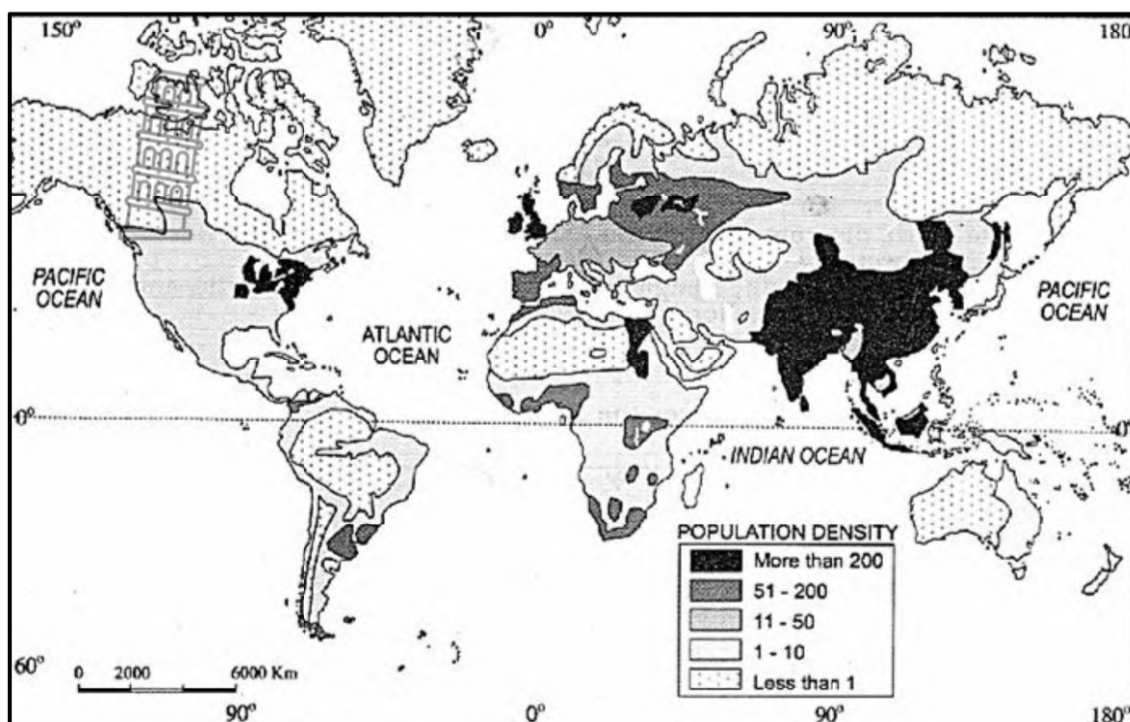 150° 0° 90° 180°
PACIFIC
OCEAN
ATLANTIC
OCEAN
PACIFIC
OCEAN
0° 0°
INDIAN OCEAN
POPULATION DENSITY
More than 200
51 - 200
11 - 50
1 - 10
Less than 1
60°
0 2000 6000 Km
90° 0° 90° 180°